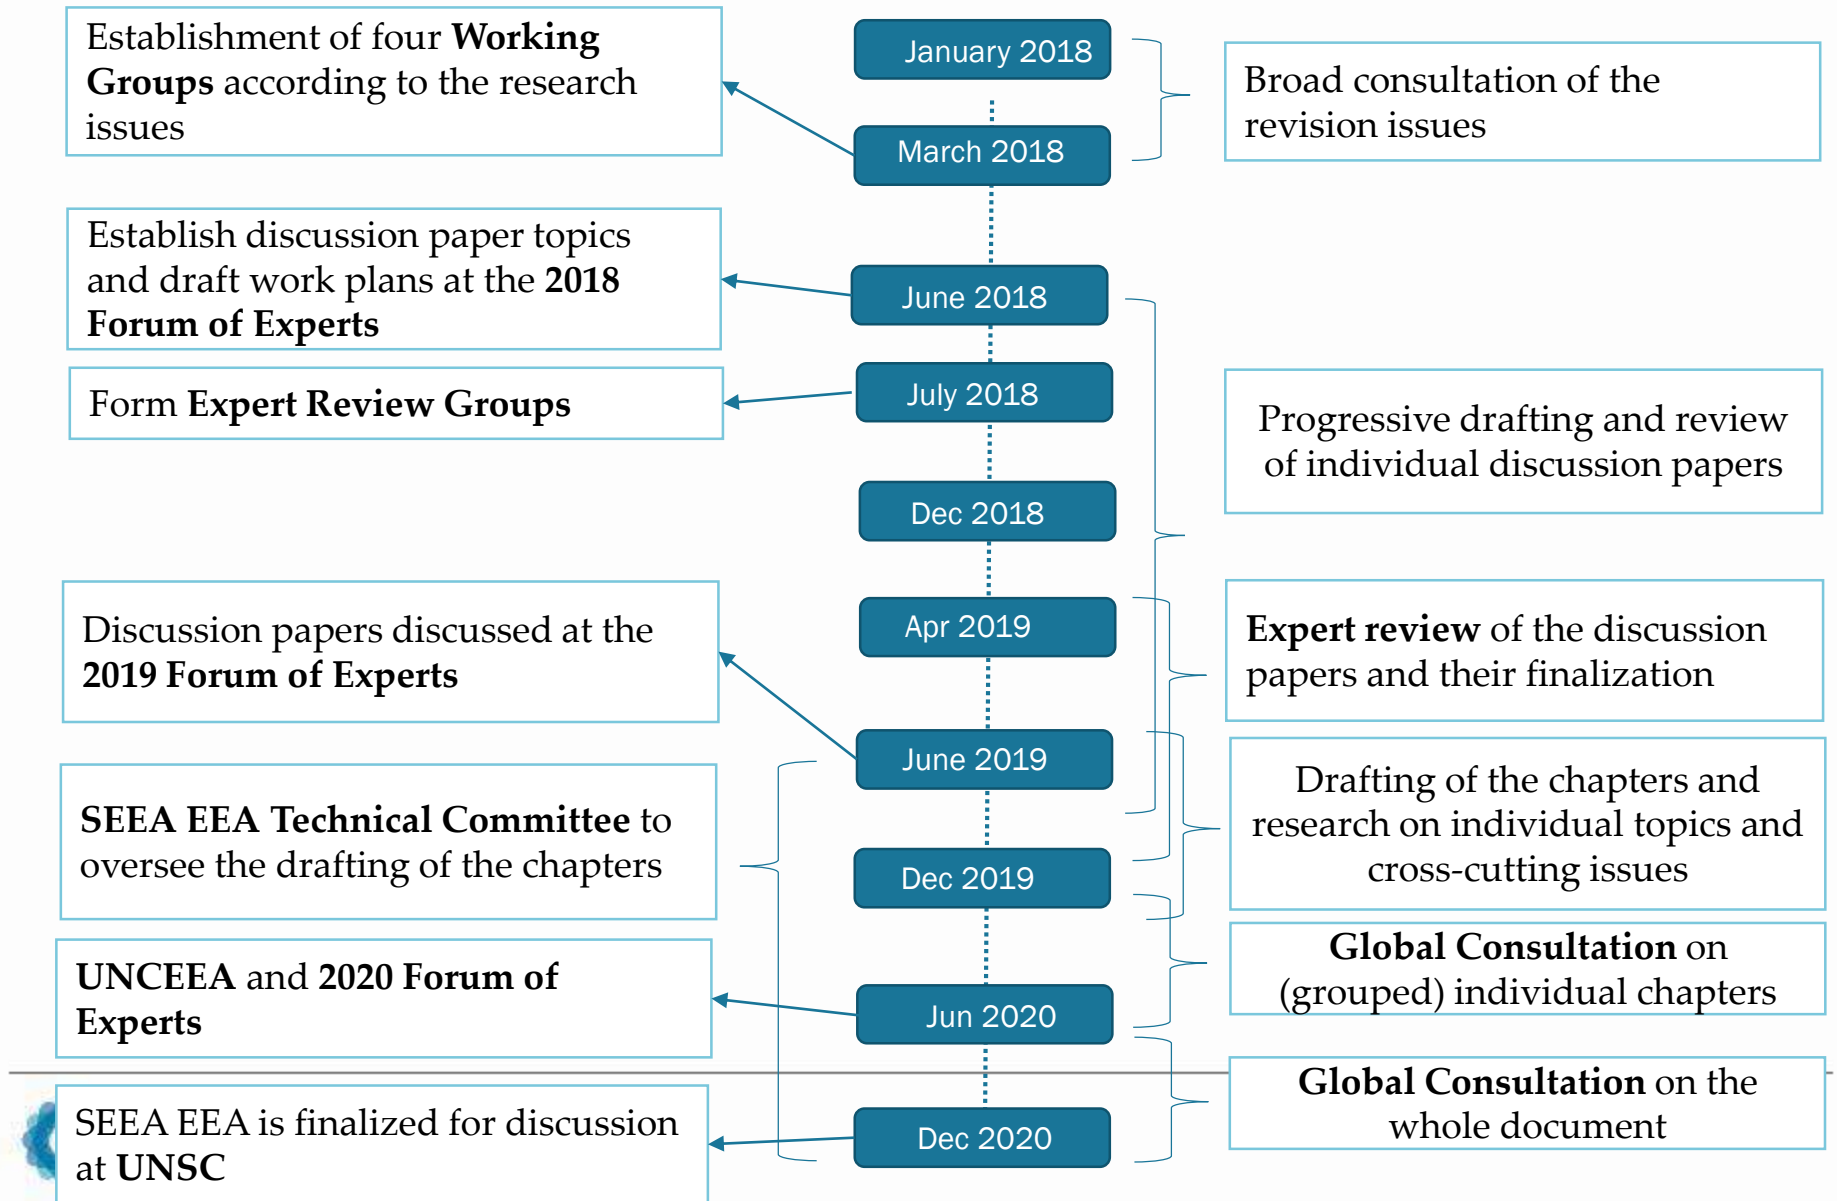 Establishment of four Working
Groups according to the research
issues
January 2018
Broad consultation of the
revision issues
March 2018
Establish discussion paper topics
and draft work plans at the 2018
Forum of Experts
June 2018
Form Expert Review Groups
July 2018
Progressive drafting and review
of individual discussion papers
Dec 2018
Discussion papers discussed at the
2019 Forum of Experts
Apr 2019
Expert review of the discussion
papers and their finalization
June 2019
SEEA EEA Technical Committee to
oversee the drafting of the chapters
Drafting of the chapters and
research on individual topics and
cross-cutting issues
Dec 2019
Global Consultation on
(grouped) individual chapters
UNCEEA and 2020 Forum of
Experts
Jun 2020
Global Consultation on the
whole document
SEEA EEA is finalized for discussion
at UNSC
Dec 2020